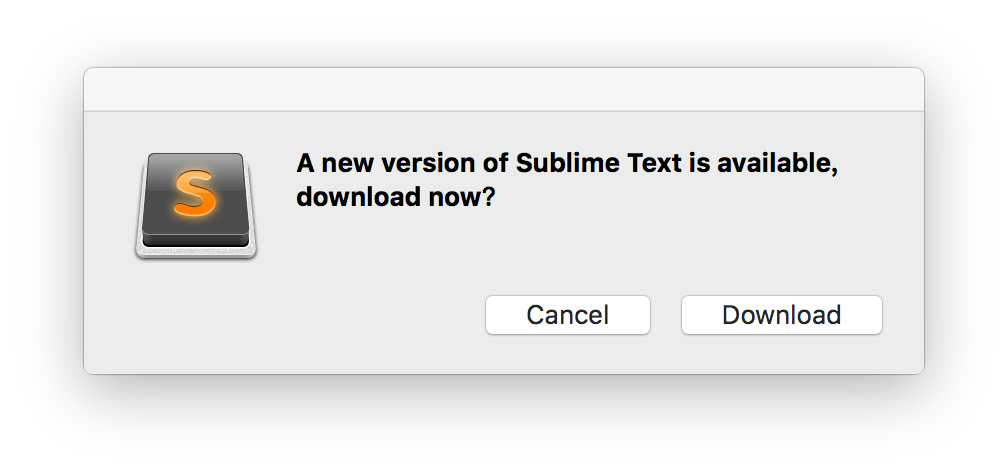 S
A new version of Sublime Text is available,
download now?
Cancel
Download